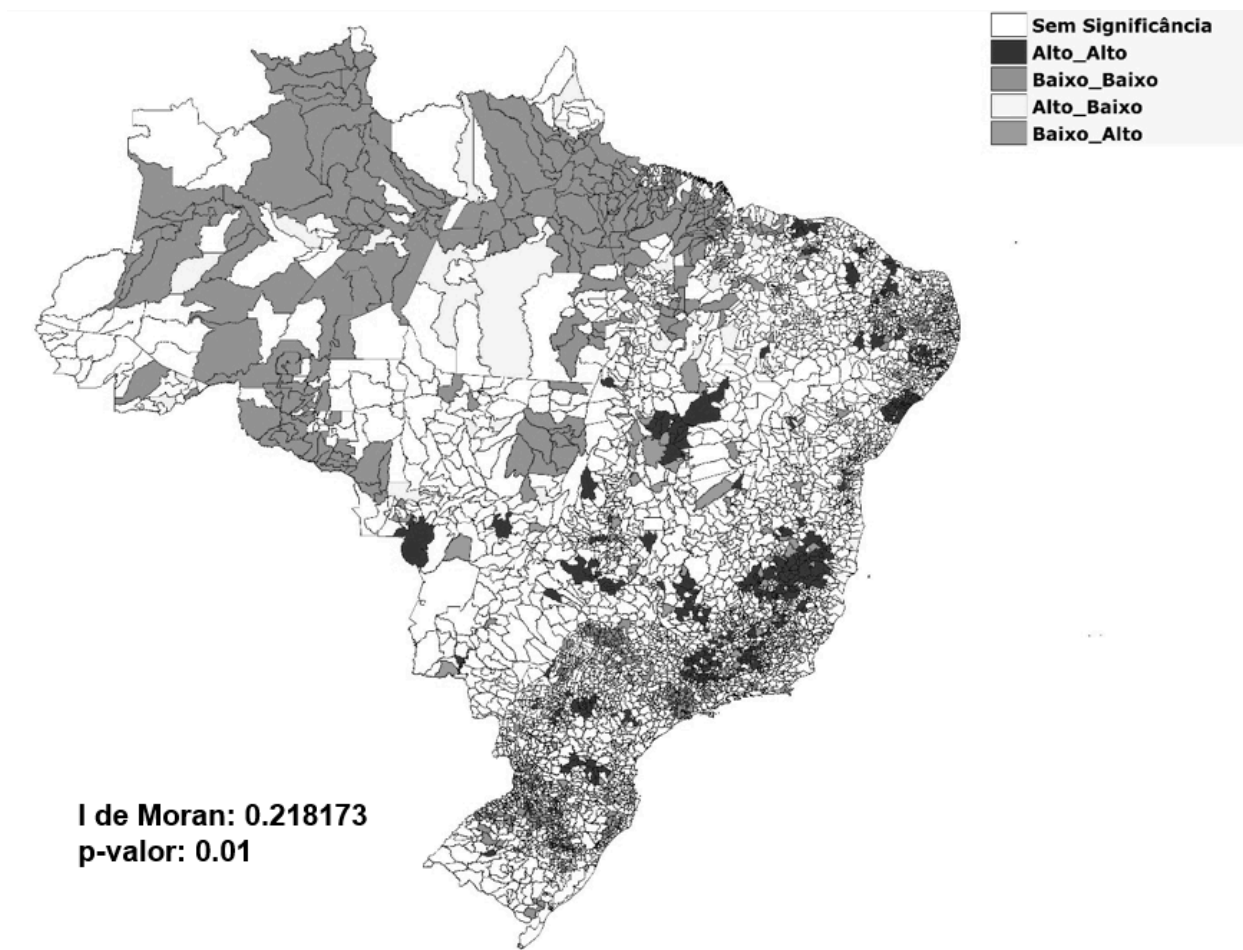 Sem Significância
Alto_Alto
Baixo_Baixo
Alto_Baixo
Baixo_Alto
I de Moran: 0.218173
p-valor: 0.01